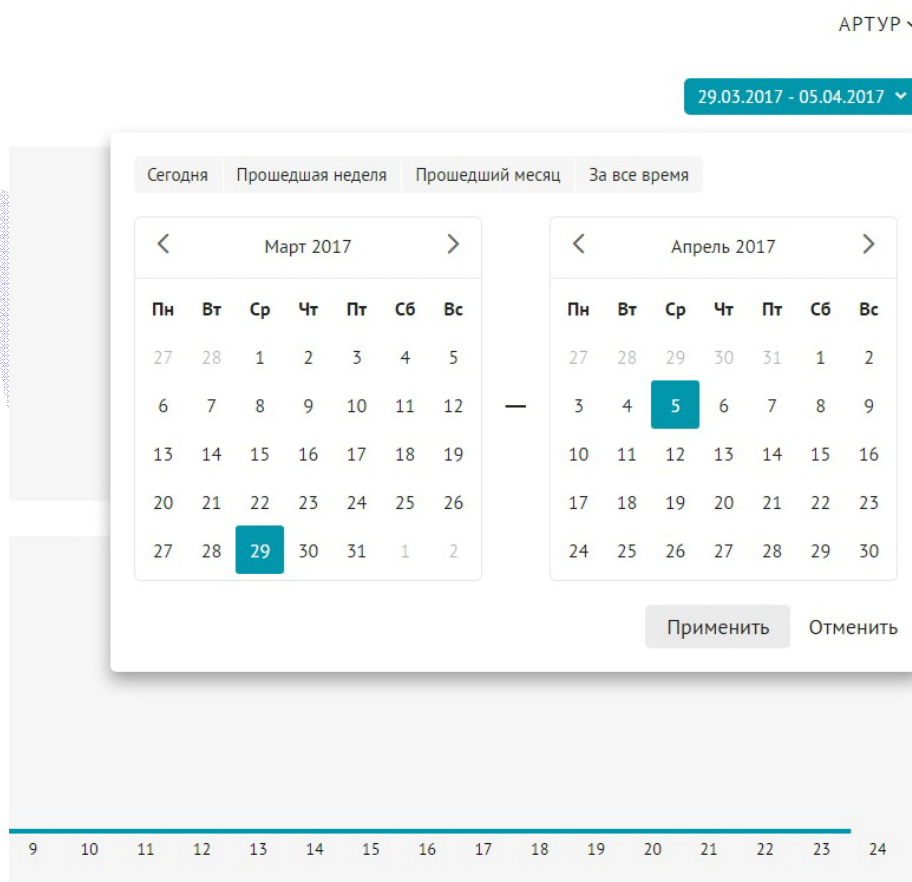 АРТУР
29.03.2017 - 05.04.2017
Сегодня Прошедшая неделя Прошедший месяц За все время
Март 2017
Пн Вт Ср Чт Пт Сб Вс
27 28 1 2 3 4 5
6 7 8 9 10 11 12
13 14 15 16 17 18 19
20 21 22 23 24 25 26
27 28 29 30 31 1 2
—
Апрель 2017
Пн Вт Ср Чт Пт Сб Вс
27 28 29 30 31 1 2
3 4 5 6 7 8 9
10 11 12 13 14 15 16
17 18 19 20 21 22 23
24 25 26 27 28 29 30
Применить Отменить
9 10 11 12 13 14 15 16 17 18 19 20 21 22 23 24